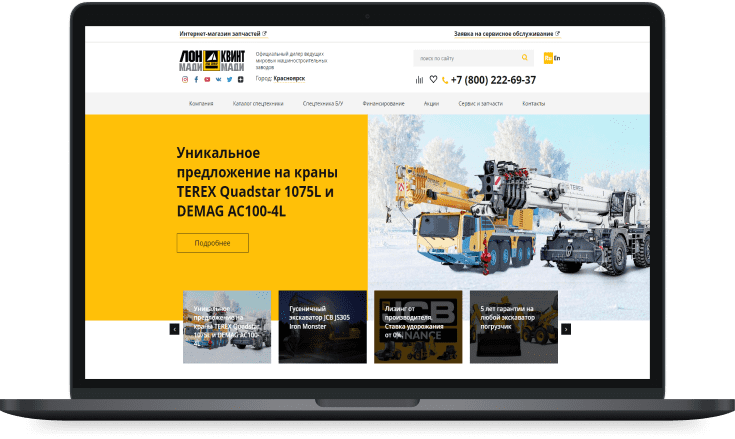 Интернет-магазин запчастей
Заявка на сервисное обслуживание
ЛОН МАДИ
КВИНТ МАДИ
Официальный дилер ведущих
мировых машиностроительных
заводов
Город: Красноярск
поиск по сайту
Ru En
+7 (800) 222-69-37
Компания
Каталог спецтехники
Спецтехника Б/У
Финансирование
Акции
Сервис и запчасти
Контакты
Уникальное
предложение на краны
TEREX Quadstar 1075L и
DEMAG AC100-4L
Подробнее
TEREX
Уникальное
предложение на
краны TEREX Quadstar
1075L и DEMAG AC100-
4L
Гусеничный
экскаватор JCB JS305
Iron Monster
Лизинг от
производителя.
Ставка удорожания
от 0%.
JCB
FINANCE
5 лет гарантии на
любой экскаватор
погрузчик